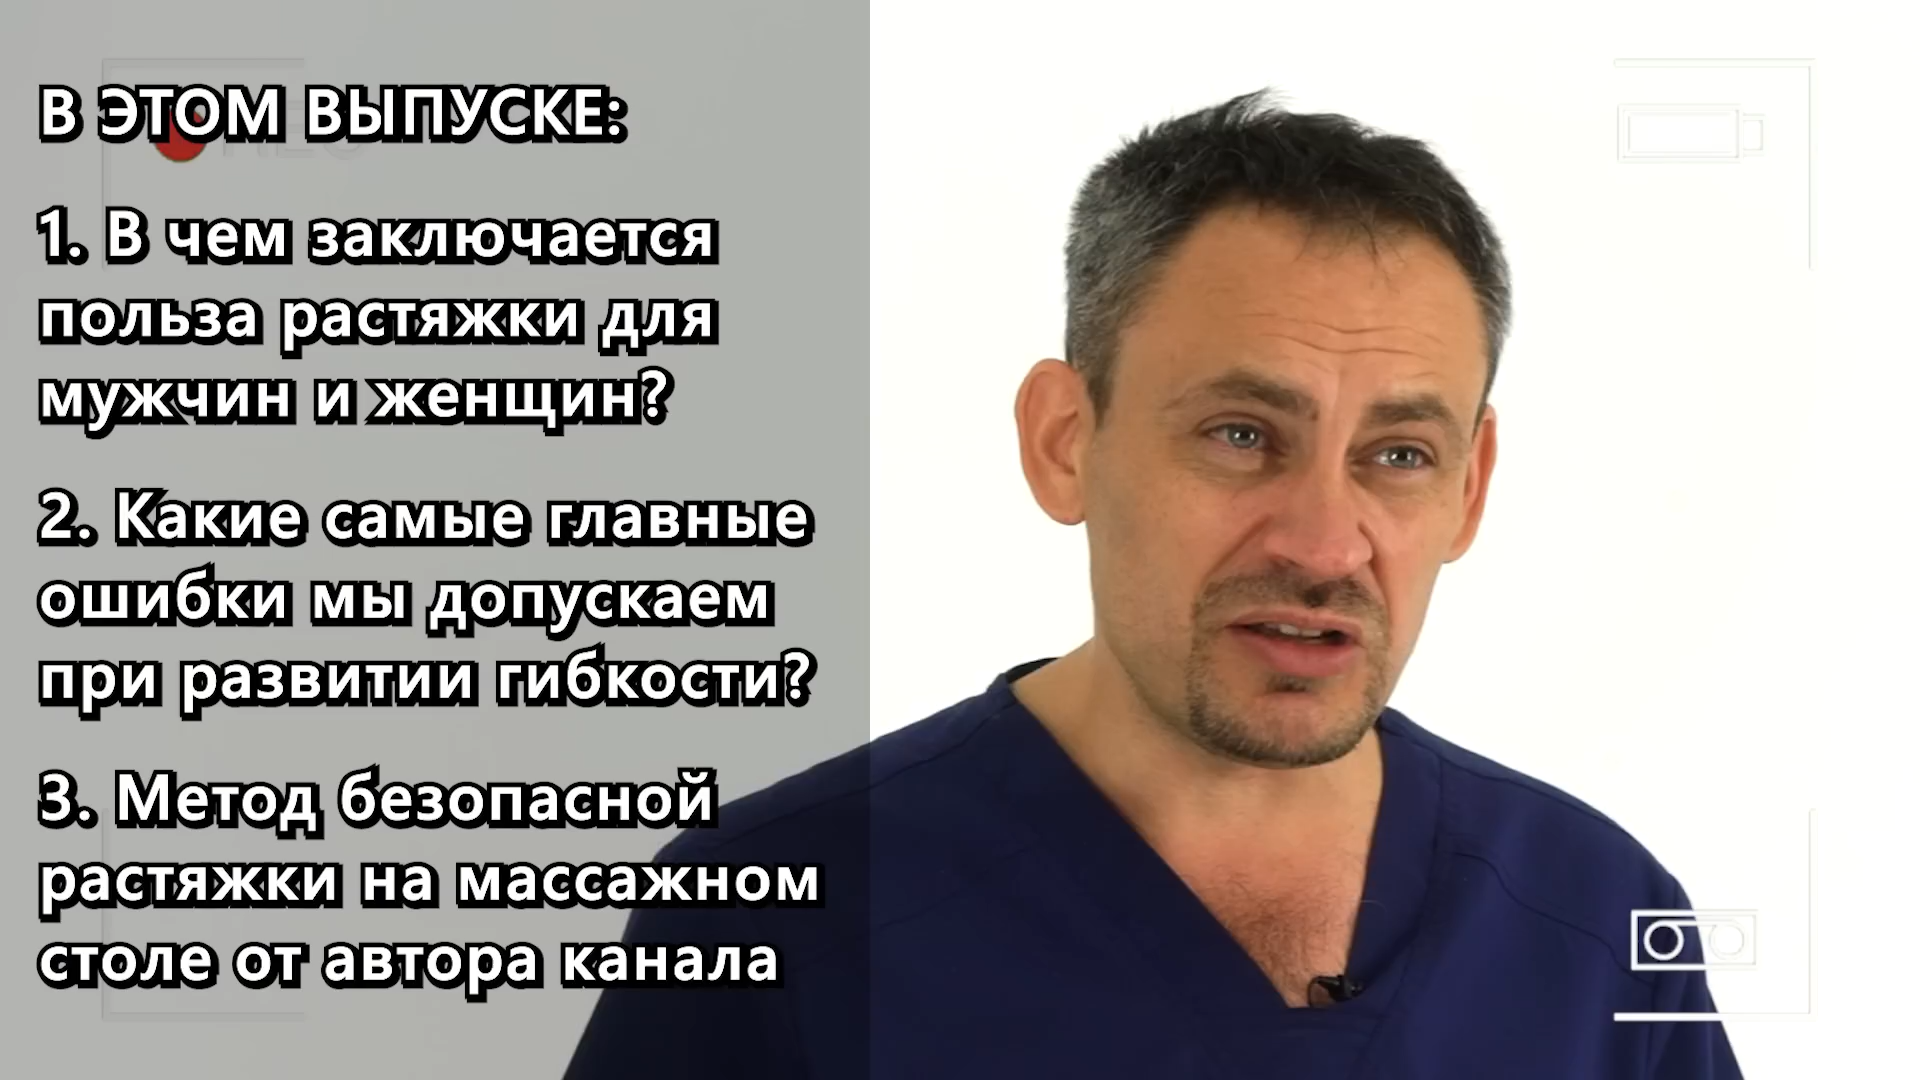 В ЭТОМ ВЫПУСКЕ:
1. В чем заключается
польза растяжки для
мужчин и женщин?
2. Какие самые главные
ошибки мы допускаем
при развитии гибкости?
3. Метод безопасной
растяжки на массажном
столе от автора канала